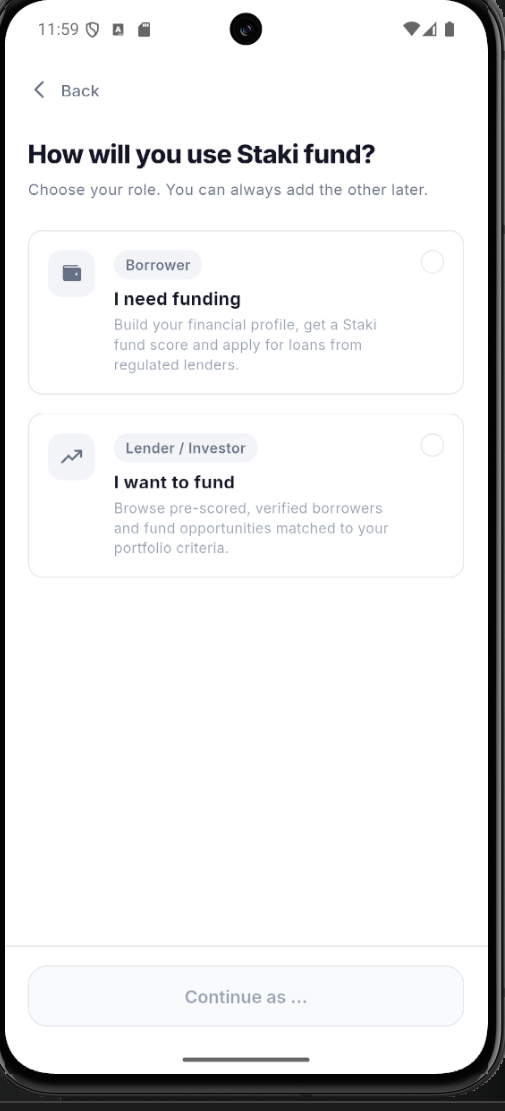 11:59
Back
How will you use Staki fund?
Choose your role. You can always add the other later.
Borrower
I need funding
Build your financial profile, get a Staki
fund score and apply for loans from
regulated lenders.
Lender / Investor
I want to fund
Browse pre-scored, verified borrowers
and fund opportunities matched to your
portfolio criteria.
Continue as ...